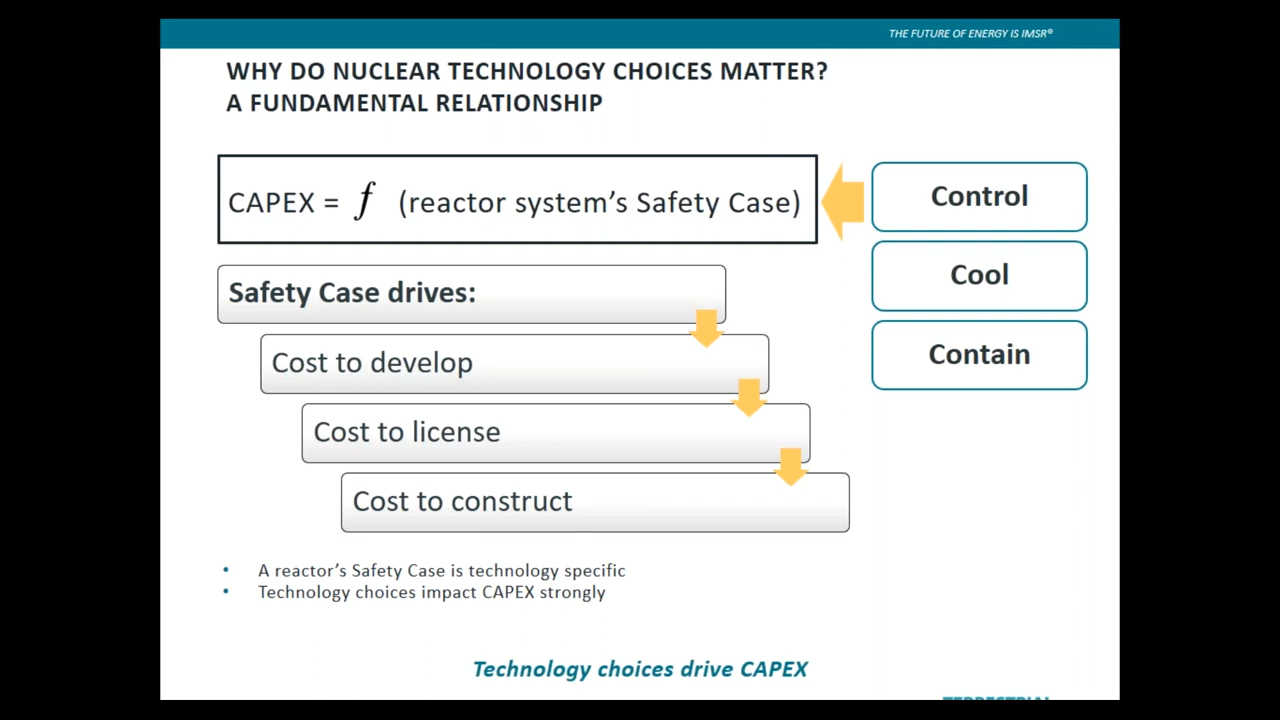 THE FUTURE OF ENERGY IS IMSR®
WHY DO NUCLEAR TECHNOLOGY CHOICES MATTER?
A FUNDAMENTAL RELATIONSHIP
CAPEX = f (reactor system's Safety Case)
Control
Cool
Contain
Safety Case drives:
Cost to develop
Cost to license
Cost to construct
• A reactor's Safety Case is technology specific
• Technology choices impact CAPEX strongly
Technology choices drive CAPEX
TERRESTRIAL